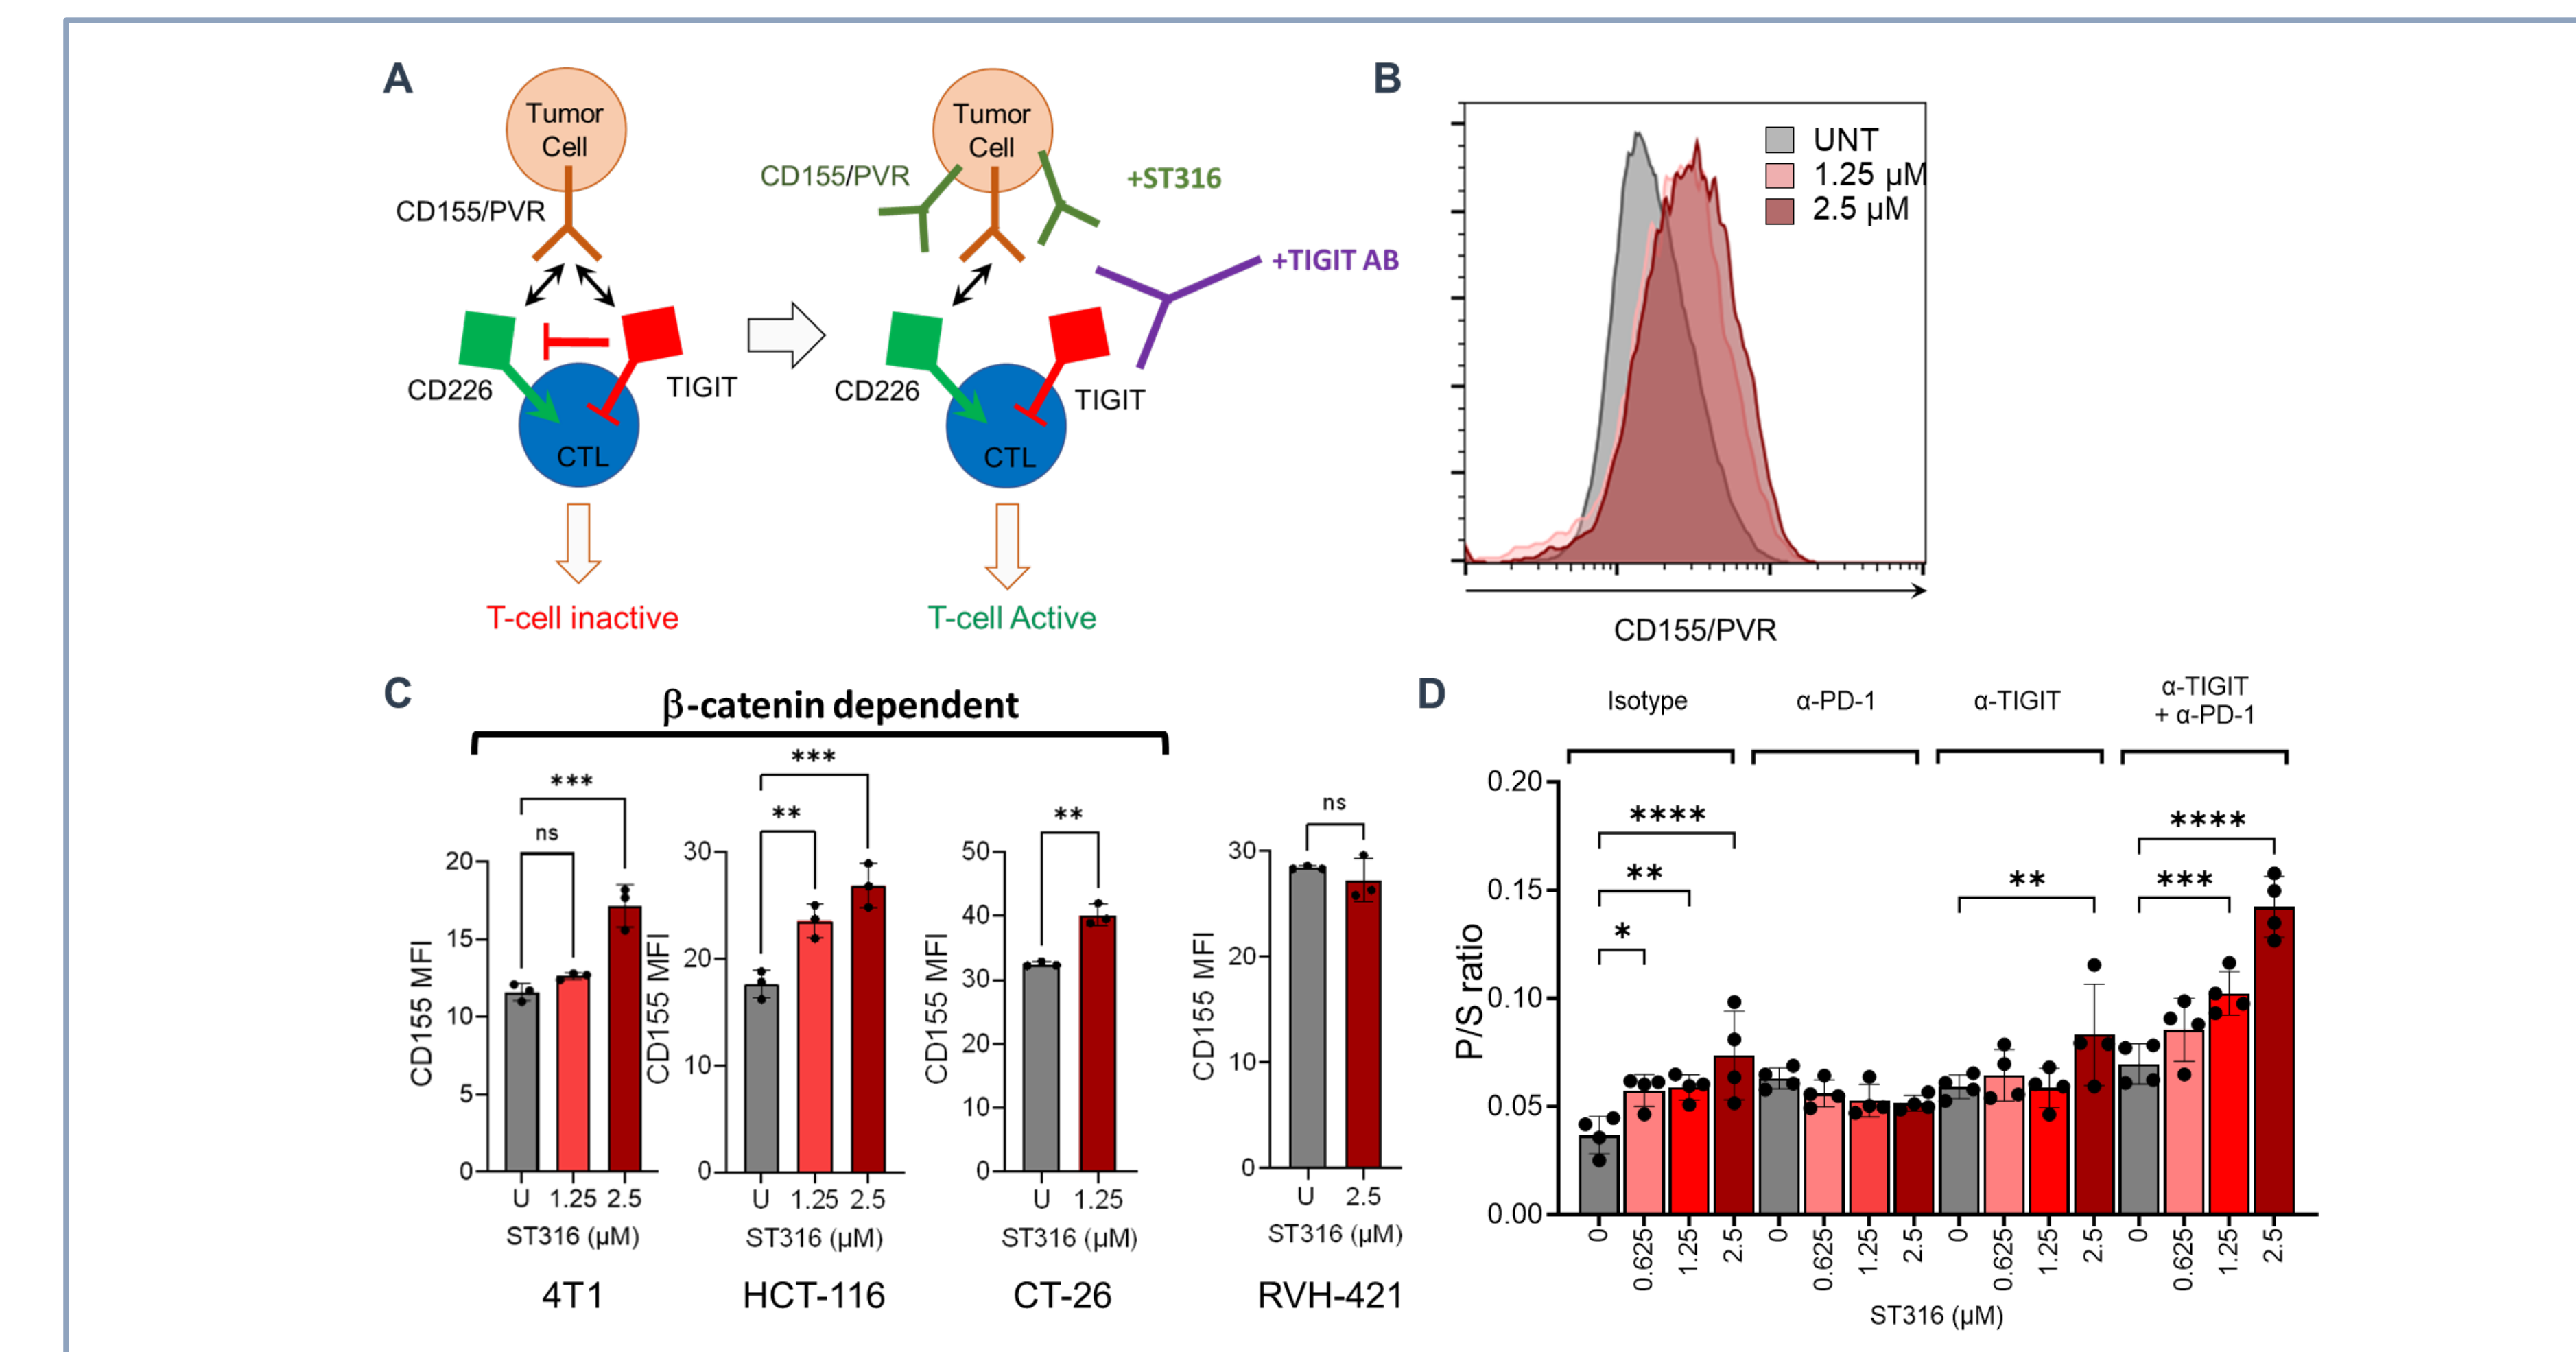 A
Tumor
Cell
CD155/PVR
CD226
TIGIT
CTL
T-cell inactive
Tumor
Cell
CD155/PVR
+ST316
+TIGIT AB
CD226
TIGIT
CTL
T-cell Active
B
UNT
1.25 µM
2.5 µM
CD155/PVR
C
β-catenin dependent
***
ns
20
15
10
5
0
CD155 MFI
U 1.25 2.5
ST316 (µM)
4T1
***
**
30
20
10
0
CD155 MFI
U 1.25 2.5
ST316 (µM)
HCT-116
**
50
40
30
20
10
0
CD155 MFI
U 1.25
ST316 (µM)
CT-26
ns
30
20
10
0
CD155 MFI
U 2.5
ST316 (µM)
RVH-421
D
Isotype
α-PD-1
α-TIGIT
α-TIGIT
+ α-PD-1
****
**
*
**
****
***
0.20
0.15
0.10
0.05
0.00
P/S ratio
0 0.625 1.25 2.5 0 0.625 1.25 2.5 0 0.625 1.25 2.5 0 0.625 1.25 2.5
ST316 (µM)